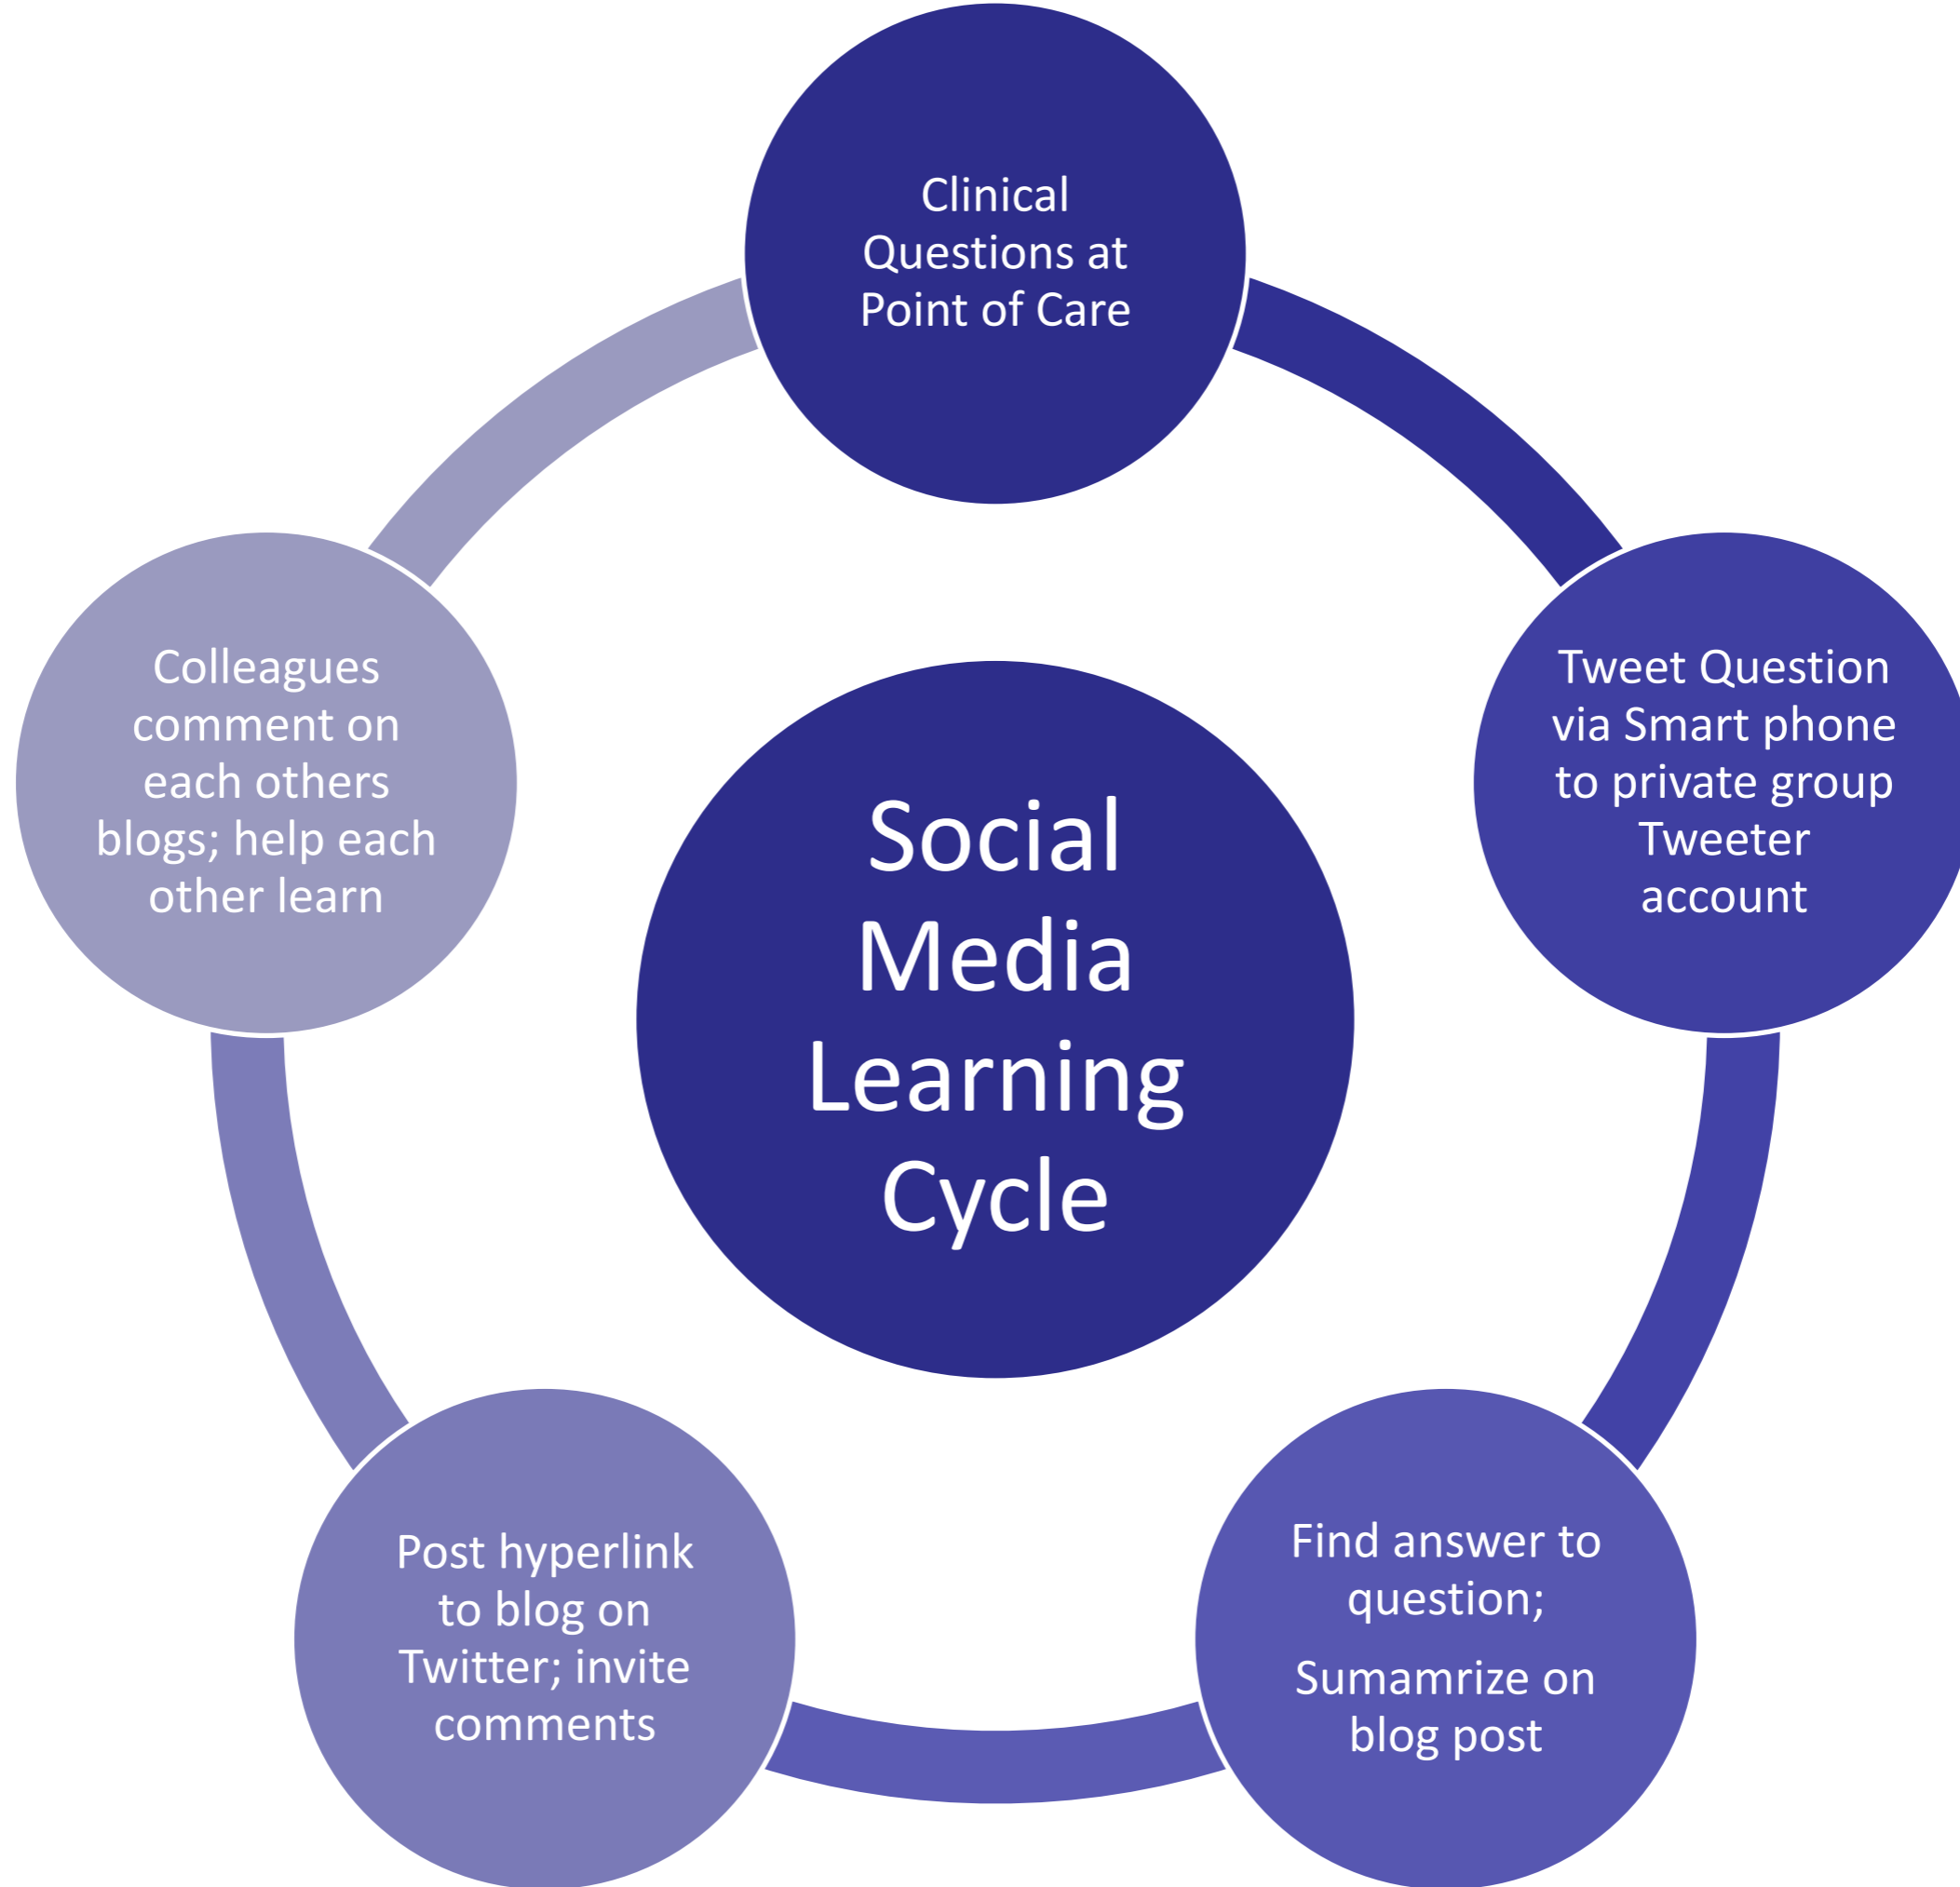 Clinical
Questions at
Point of Care
Tweet Question
via Smart phone
to private group
Tweeter
account
Find answer to
question;
Sumamrize on
blog post
Post hyperlink
to blog on
Twitter; invite
comments
Colleagues
comment on
each others
blogs; help each
other learn
Social
Media
Learning
Cycle